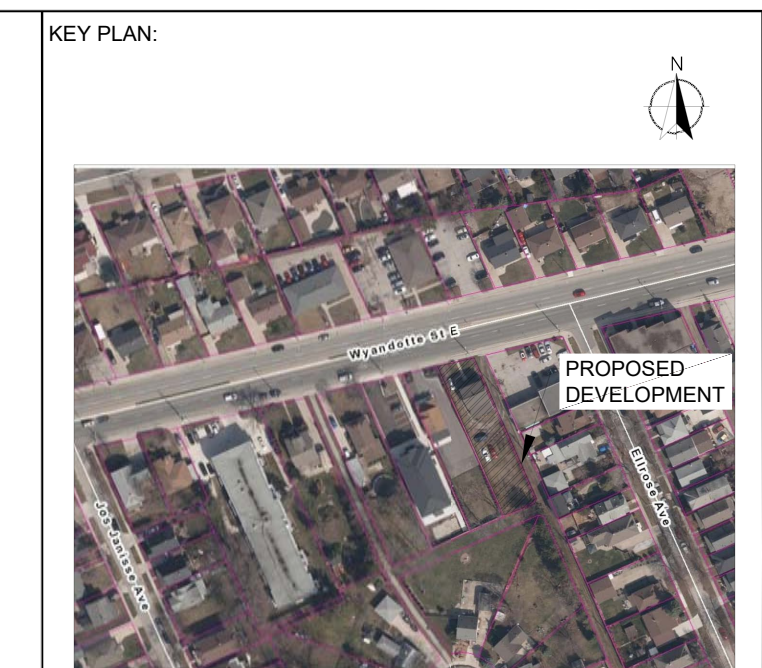 KEY PLAN:
N
Wyandotte St E
PROPOSED
DEVELOPMENT
Ellrose Ave
Jos Janisse Ave